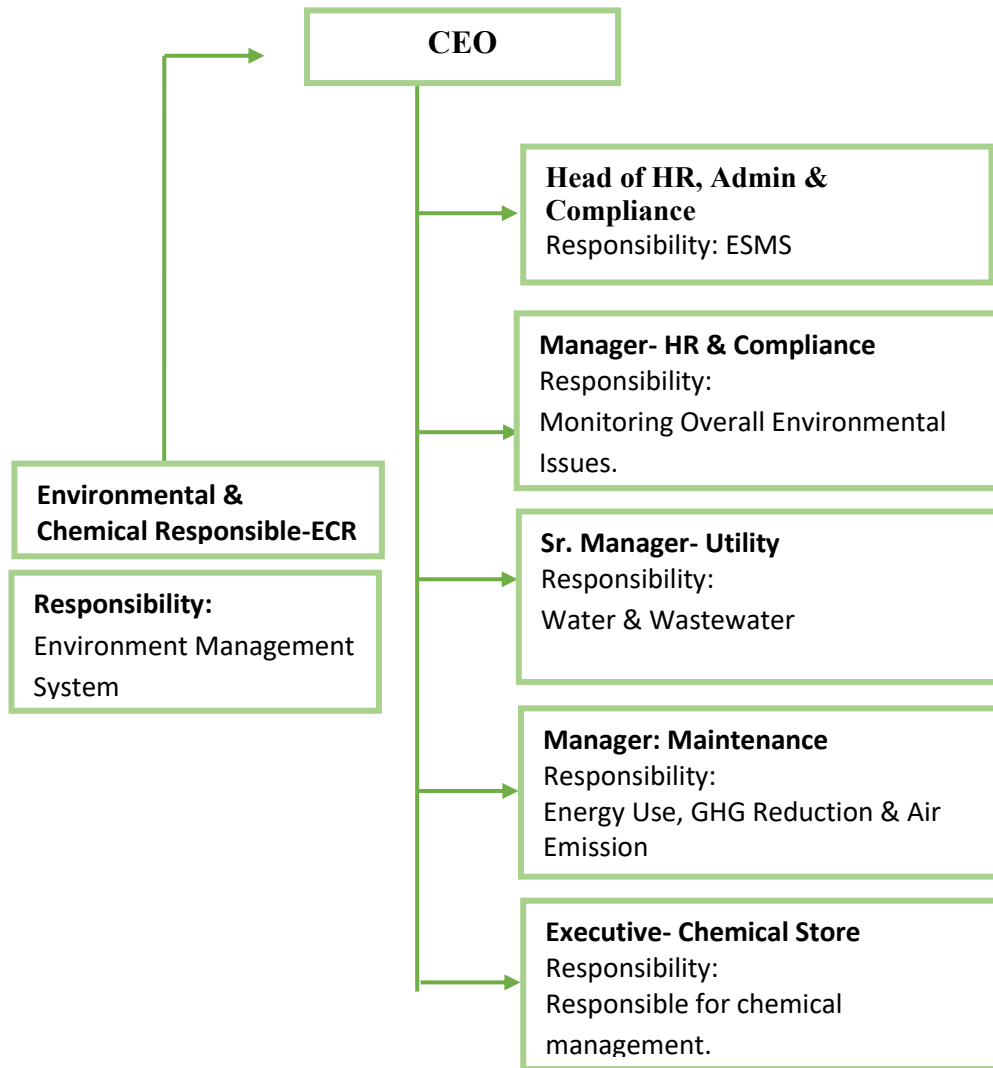 CEO
Head of HR, Admin &
Compliance
Responsibility: ESMS
Manager- HR & Compliance
Responsibility:
Monitoring Overall Environmental
Issues.
Environmental &
Chemical Responsible-ECR
Responsibility:
Environment Management
System
Sr. Manager- Utility
Responsibility:
Water & Wastewater
Manager: Maintenance
Responsibility:
Energy Use, GHG Reduction & Air
Emission
Executive- Chemical Store
Responsibility:
Responsible for chemical
management.